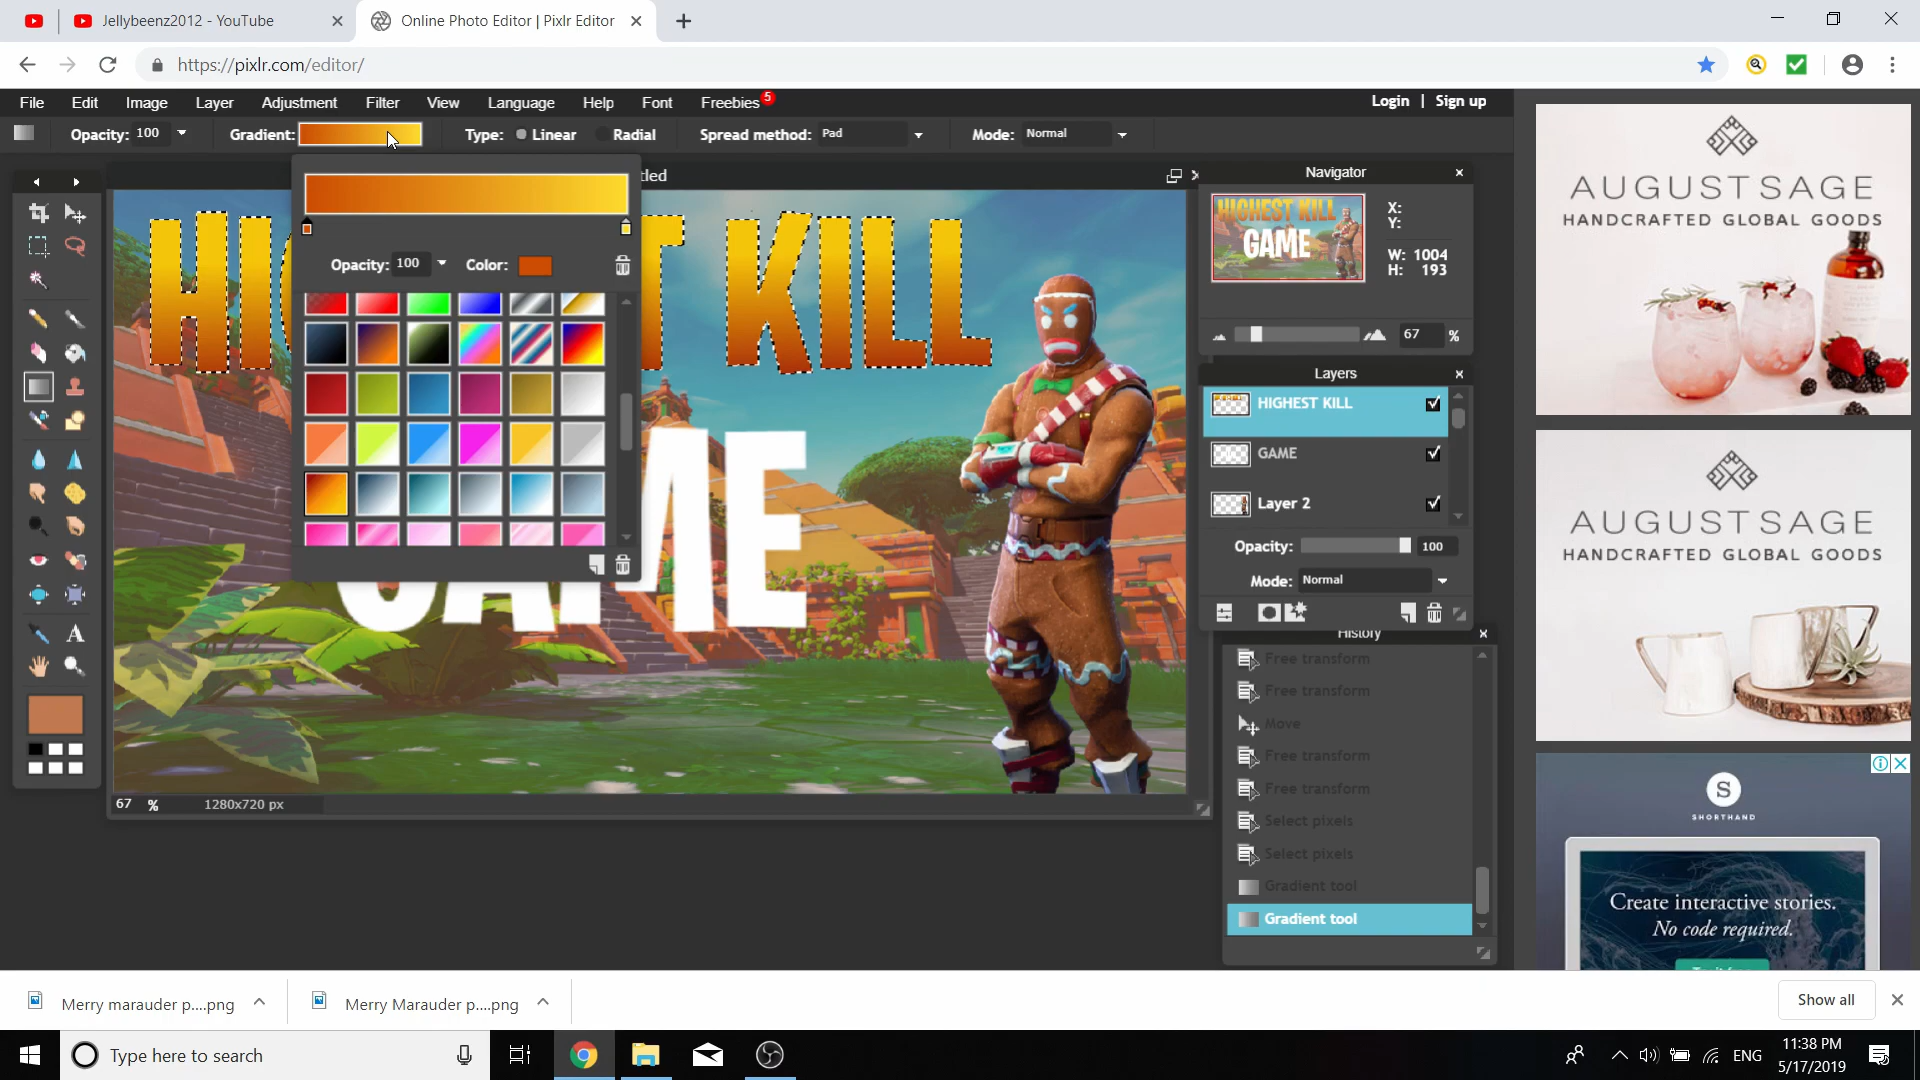 Jellybeenz2012 - YouTube
Online Photo Editor | Pixlr Editor
https://pixlr.com/editor/
File Edit Image Layer Adjustment Filter View Language Help Font Freebies 5
Login | Sign up
Opacity: 100 Gradient: Type: Linear Radial Spread method: Pad Mode: Normal
tled
Opacity: 100 Color:
H
T KILL
GAME
67 % 1280x720 px
Navigator
HIGHEST KILL
GAME
X:
Y:
W: 1004
H: 193
67 %
Layers
HIGHEST KILL
GAME
Layer 2
Opacity: 100
Mode: Normal
History
Free transform
Free transform
Move
Free transform
Free transform
Select pixels
Select pixels
Gradient tool
Gradient tool
AUGUST SAGE
HANDCRAFTED GLOBAL GOODS
AUGUST SAGE
HANDCRAFTED GLOBAL GOODS
S
SHORTHAND
Create interactive stories.
No code required.
Merry marauder p....png
Merry Marauder p....png
Show all
Type here to search
ENG
11:38 PM
5/17/2019